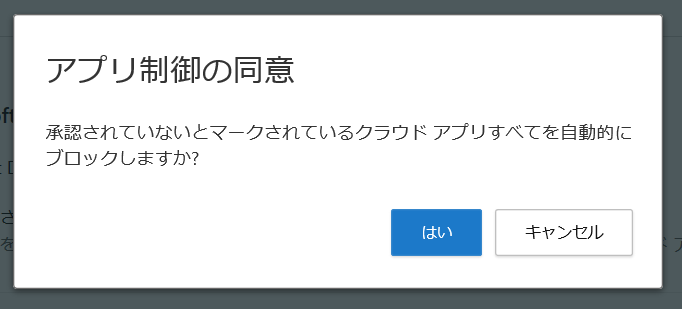 アプリ制御の同意
承認されていないとマークされているクラウド アプリすべてを自動的に
ブロックしますか?
はい
キャンセル